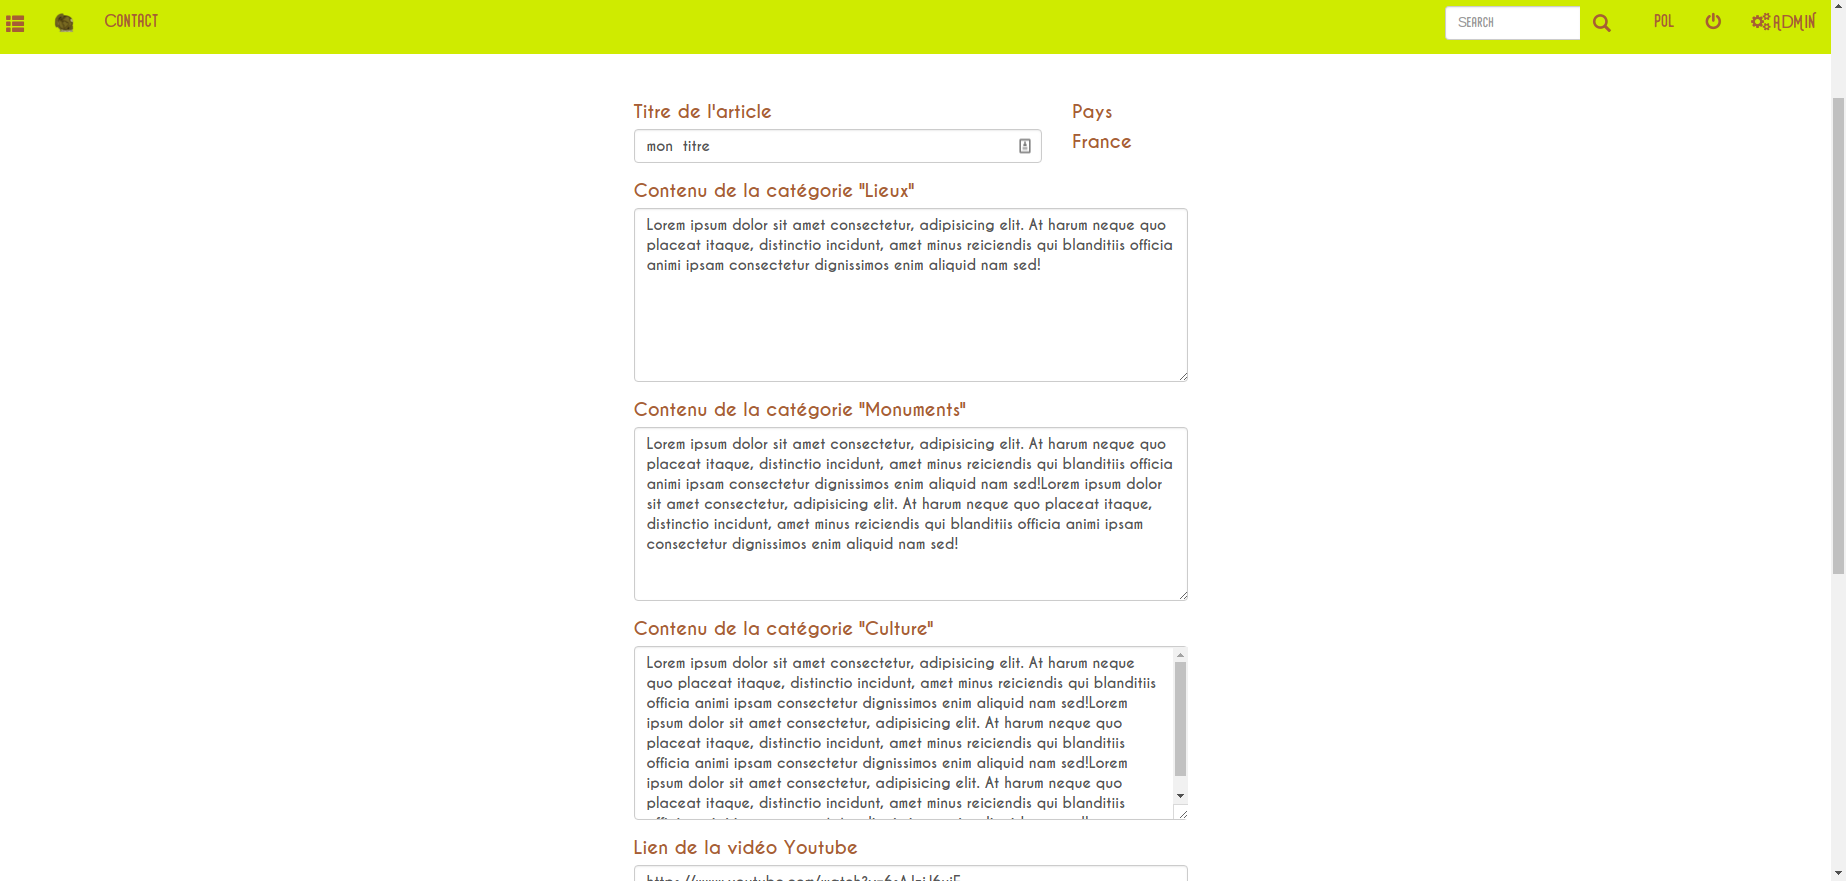 CONTACT
SEARCH
POL
ADMIN
Titre de l'article
Pays
mon titre
France
Contenu de la catégorie "Lieux"
Lorem ipsum dolor sit amet consectetur, adipisicing elit. At harum neque quo
placeat itaque, distinctio incidunt, amet minus reiciendis qui blanditiis officia
animi ipsam consectetur dignissimos enim aliquid nam sed!
Contenu de la catégorie "Monuments"
Lorem ipsum dolor sit amet consectetur, adipisicing elit. At harum neque quo
placeat itaque, distinctio incidunt, amet minus reiciendis qui blanditiis officia
animi ipsam consectetur dignissimos enim aliquid nam sed!Lorem ipsum dolor
sit amet consectetur, adipisicing elit. At harum neque quo placeat itaque,
distinctio incidunt, amet minus reiciendis qui blanditiis officia animi ipsam
consectetur dignissimos enim aliquid nam sed!
Contenu de la catégorie "Culture"
Lorem ipsum dolor sit amet consectetur, adipisicing elit. At harum neque
quo placeat itaque, distinctio incidunt, amet minus reiciendis qui blanditiis
officia animi ipsam consectetur dignissimos enim aliquid nam sed!Lorem
ipsum dolor sit amet consectetur, adipisicing elit. At harum neque quo
placeat itaque, distinctio incidunt, amet minus reiciendis qui blanditiis
officia animi ipsam consectetur dignissimos enim aliquid nam sed!Lorem
ipsum dolor sit amet consectetur, adipisicing elit. At harum neque quo
placeat itaque, distinctio incidunt, amet minus reiciendis qui blanditiis
Lien de la vidéo Youtube